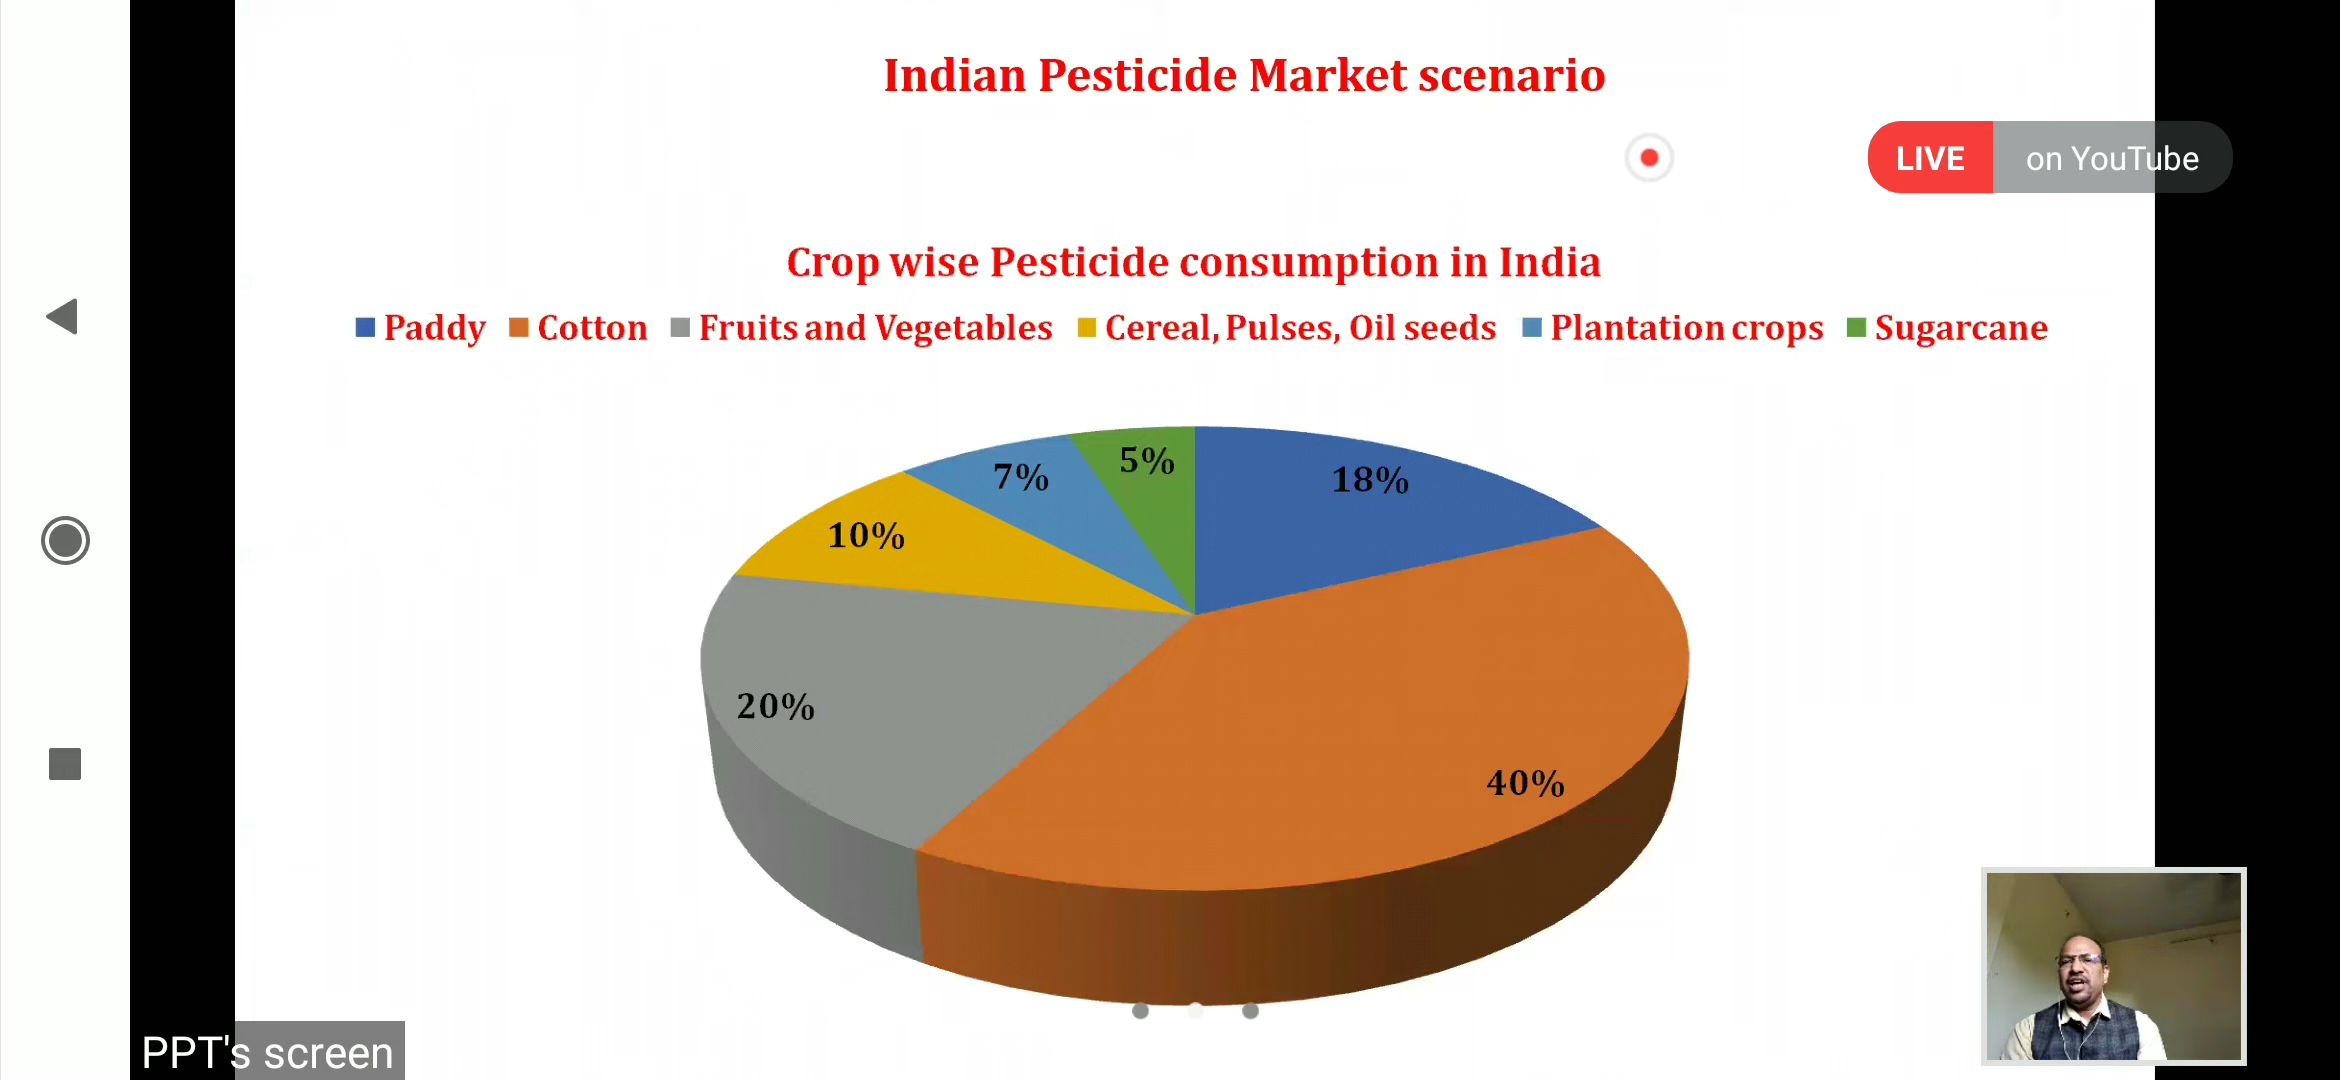 Indian Pesticide Market scenario
LIVE on YouTube
Crop wise Pesticide consumption in India
Paddy Cotton Fruits and Vegetables Cereal, Pulses, Oil seeds Plantation crops Sugarcane
5%
18%
7%
10%
20%
40%
PPT's screen